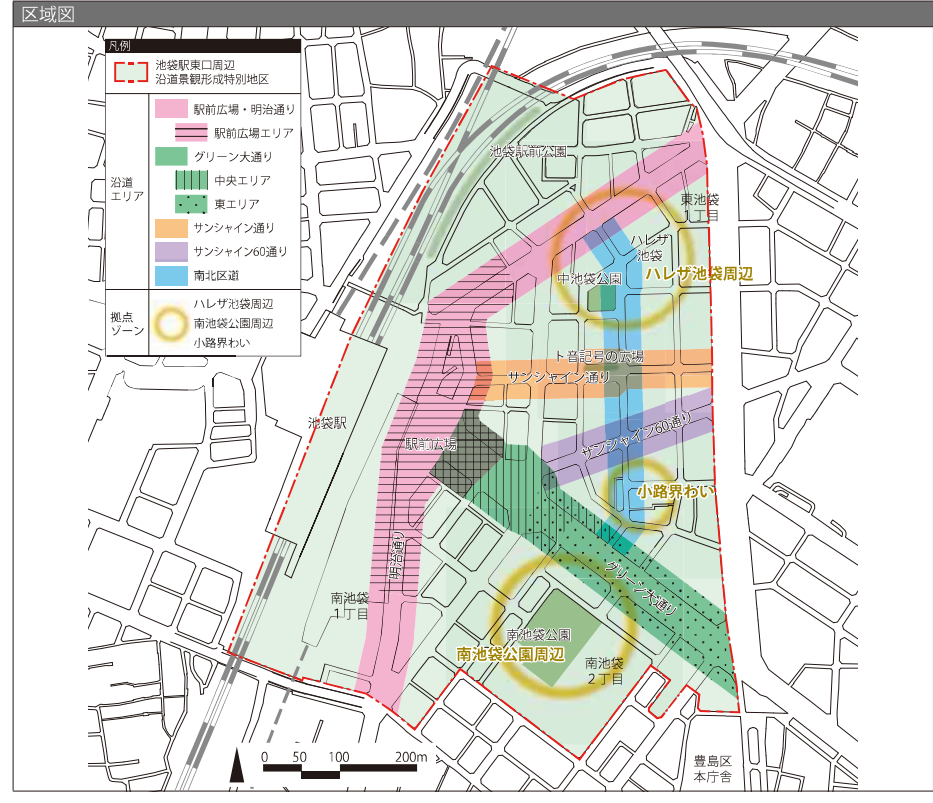 区域図
凡例
池袋駅東口周辺
沿道景観形成特別地区
沿道
エリア
駅前広場・明治通り
駅前広場エリア
グリーン大通り
中央エリア
東エリア
サンシャイン通り
サンシャイン60通り
南北区道
拠点
ゾーン
ハレザ池袋周辺
南池袋公園周辺
小路界わい
池袋駅前公園
東池袋
1丁目
ハレザ
池袋
ハレザ池袋周辺
中池袋公園
ト音記号の広場
サンシャイン通り
池袋駅
駅前広場
サンシャイン60通り
小路界わい
明治通り
グリーン大通り
南池袋
1丁目
南池袋公園
南池袋公園周辺
南池袋
2丁目
豊島区
本庁舎
0 50 100 200m